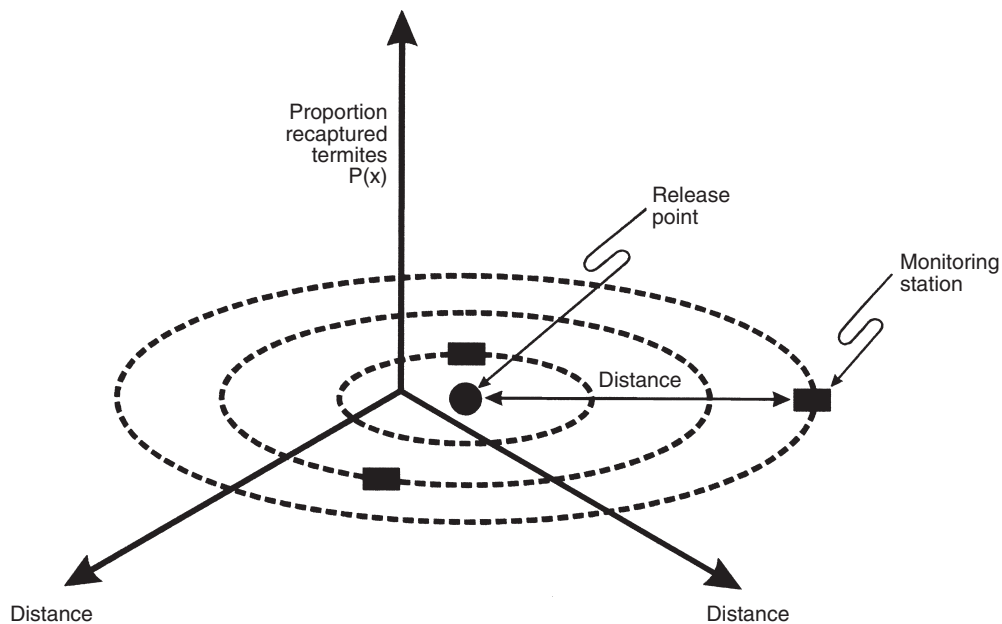 Proportion
recaptured
termites
P(x)
Release
point
Monitoring
station
Distance
Distance
Distance